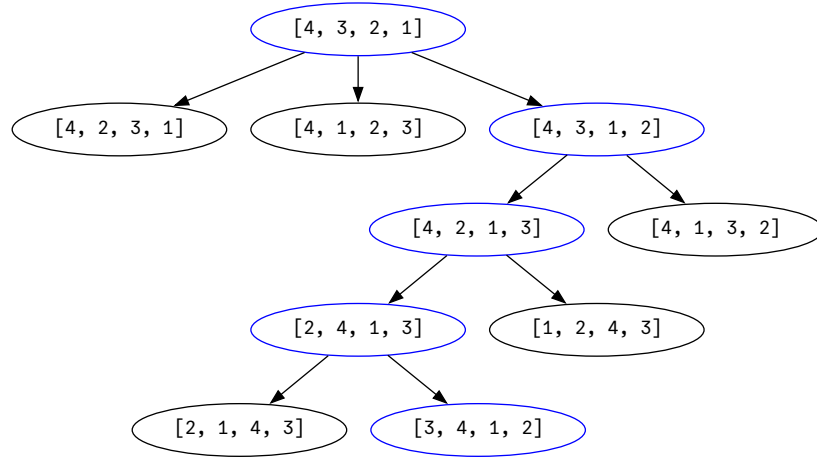 [4, 3, 2, 1]
[4, 2, 3, 1]
[4, 1, 2, 3]
[4, 3, 1, 2]
[4, 2, 1, 3]
[4, 1, 3, 2]
[2, 4, 1, 3]
[1, 2, 4, 3]
[2, 1, 4, 3]
[3, 4, 1, 2]